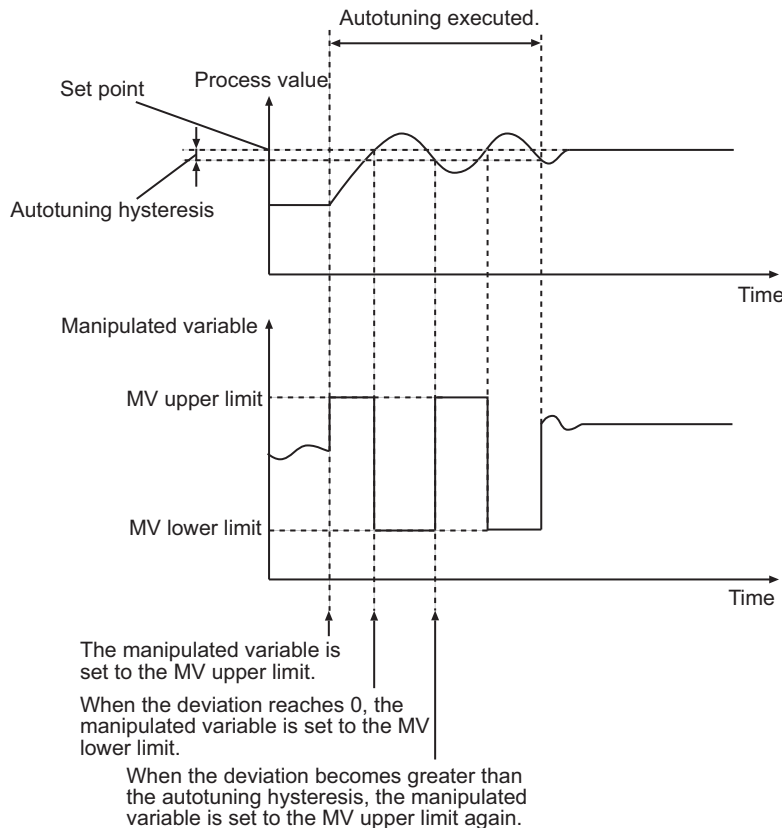 Autotuning executed.
Process value
Set point
Autotuning hysteresis
Time
Manipulated variable
MV upper limit
MV lower limit
Time
The manipulated variable is
set to the MV upper limit.
When the deviation reaches 0, the
manipulated variable is set to the MV
lower limit.
When the deviation becomes greater than
the autotuning hysteresis, the manipulated
variable is set to the MV upper limit again.